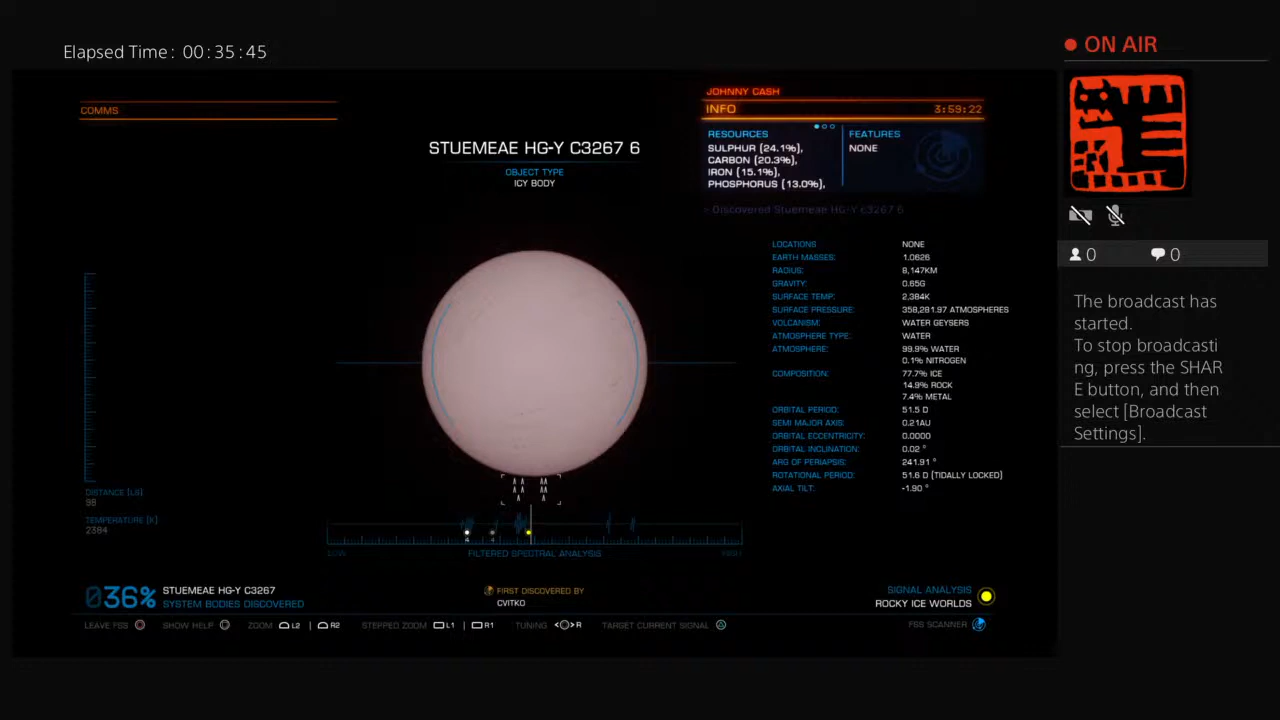 Elapsed Time: 00:35:45
ON AIR
COMMS
JOHNNY CASH
INFO 3:59:22
RESOURCES
SULPHUR (24.1%),
CARBON (20.3%),
IRON (15.1%),
PHOSPHORUS (13.0%),
FEATURES
NONE
STUEMEAE HG-Y C3267 6
OBJECT TYPE
ICY BODY
> Discovered Stuemeae HG-Y c3267 6
0 0
The broadcast has
started.
To stop broadcasti
ng, press the SHAR
E button, and then
select [Broadcast
Settings].
LOCATIONS NONE
EARTH MASSES: 1.0626
RADIUS: 8,147KM
GRAVITY: 0.65G
SURFACE TEMP: 2,384K
SURFACE PRESSURE: 358,281.97 ATMOSPHERES
VOLCANISM: WATER GEYSERS
ATMOSPHERE TYPE: WATER
ATMOSPHERE: 99.9% WATER
0.1% NITROGEN
COMPOSITION: 77.7% ICE
14.9% ROCK
7.4% METAL
ORBITAL PERIOD: 51.5 D
SEMI MAJOR AXIS: 0.21AU
ORBITAL ECCENTRICITY: 0.0000
ORBITAL INCLINATION: 0.02 °
ARG OF PERIAPSIS: 241.91 °
ROTATIONAL PERIOD: 51.6 D (TIDALLY LOCKED)
AXIAL TILT: -1.90 °
DISTANCE [LS]
98
TEMPERATURE [K]
2384
FILTERED SPECTRAL ANALYSIS
036% STUEMEAE HG-Y C3267
SYSTEM BODIES DISCOVERED
FIRST DISCOVERED BY
CVITKO
SIGNAL ANALYSIS
ROCKY ICE WORLDS
LEAVE FSS SHOW HELP ZOOM L2 | R2 STEPPED ZOOM L1 | R1 TUNING <O>R TARGET CURRENT SIGNAL FSS SCANNER